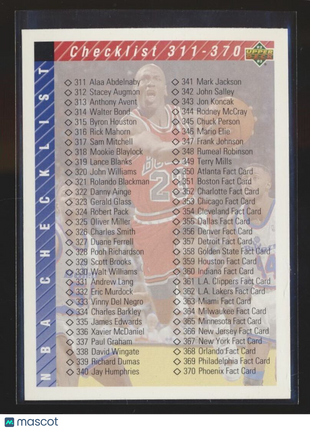 Checklist 311-370
UPPER DECK
NBA CHECKLIST
311 Alaa Abdelnaby
312 Stacey Augmon
313 Anthony Avent
314 Walter Bond
315 Byron Houston
316 Rick Mahorn
317 Sam Mitchell
318 Mookie Blaylock
319 Lance Blanks
320 John Williams
321 Rolando Blackman
322 Danny Ainge
323 Gerald Glass
324 Robert Pack
325 Oliver Miller
326 Charles Smith
327 Duane Ferrell
328 Pooh Richardson
329 Scott Brooks
330 Walt Williams
331 Andrew Lang
332 Eric Murdock
333 Vinny Del Negro
334 Charles Barkley
335 James Edwards
336 Xavier McDaniel
337 Paul Graham
338 David Wingate
339 Richard Dumas
340 Jay Humphries
341 Mark Jackson
342 John Salley
343 Jon Koncak
344 Rodney McCray
345 Chuck Person
346 Mario Elie
347 Frank Johnson
348 Rumeal Robinson
349 Terry Mills
350 Atlanta Fact Card
351 Boston Fact Card
352 Charlotte Fact Card
353 Chicago Fact Card
354 Cleveland Fact Card
355 Dallas Fact Card
356 Denver Fact Card
357 Detroit Fact Card
358 Golden State Fact Card
359 Houston Fact Card
360 Indiana Fact Card
361 L.A. Clippers Fact Card
362 L.A. Lakers Fact Card
363 Miami Fact Card
364 Milwaukee Fact Card
365 Minnesota Fact Card
366 New Jersey Fact Card
367 New York Fact Card
368 Orlando Fact Card
369 Philadelphia Fact Card
370 Phoenix Fact Card
mascot